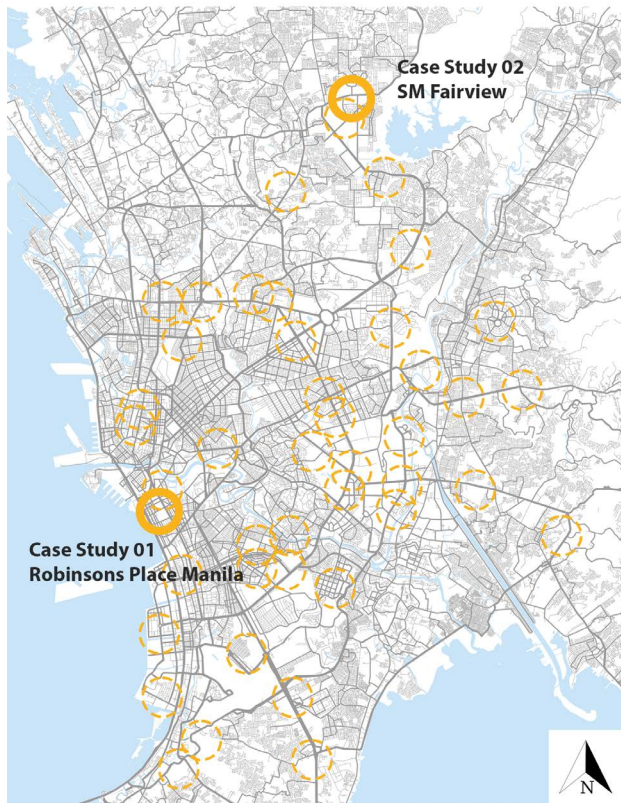 Case Study 02
SM Fairview
Case Study 01
Robinsons Place Manila
N